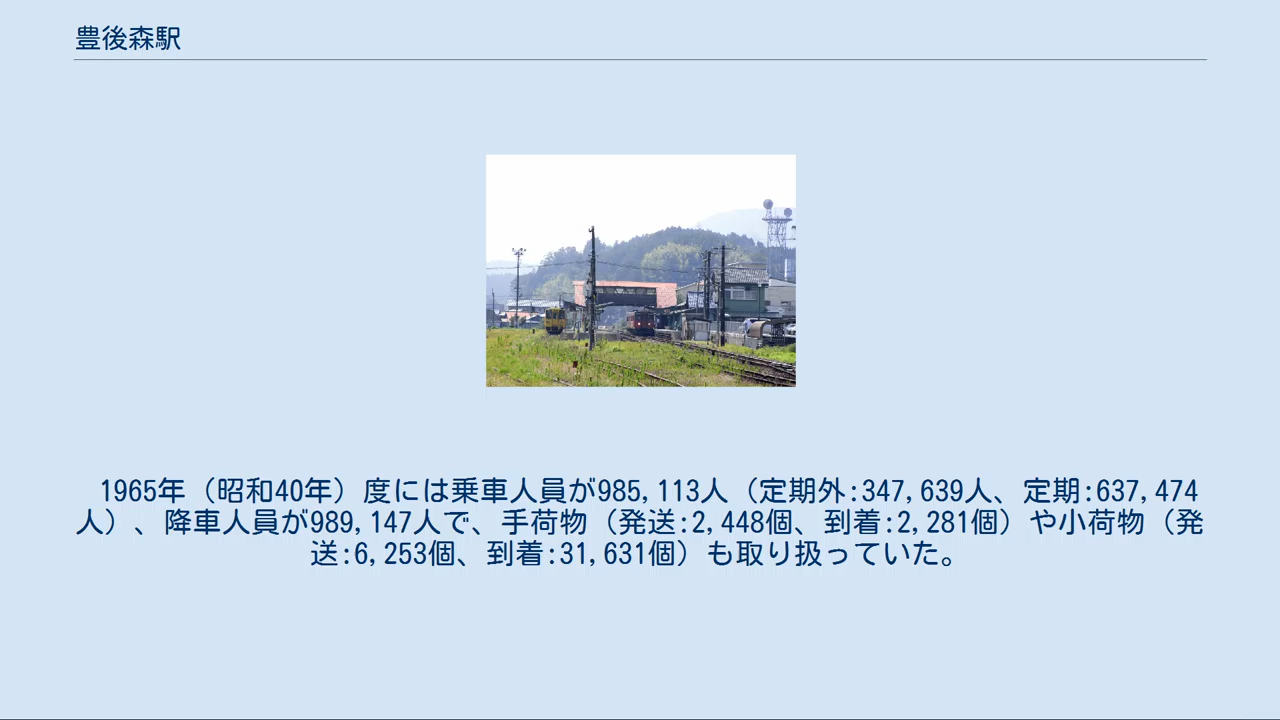 豊後森駅
1965年（昭和40年）度には乗車人員が985,113人（定期外:347,639人、定期:637,474
人）、降車人員が989,147人で、手荷物（発送:2,448個、到着:2,281個）や小荷物（発
送:6,253個、到着:31,631個）も取り扱っていた。